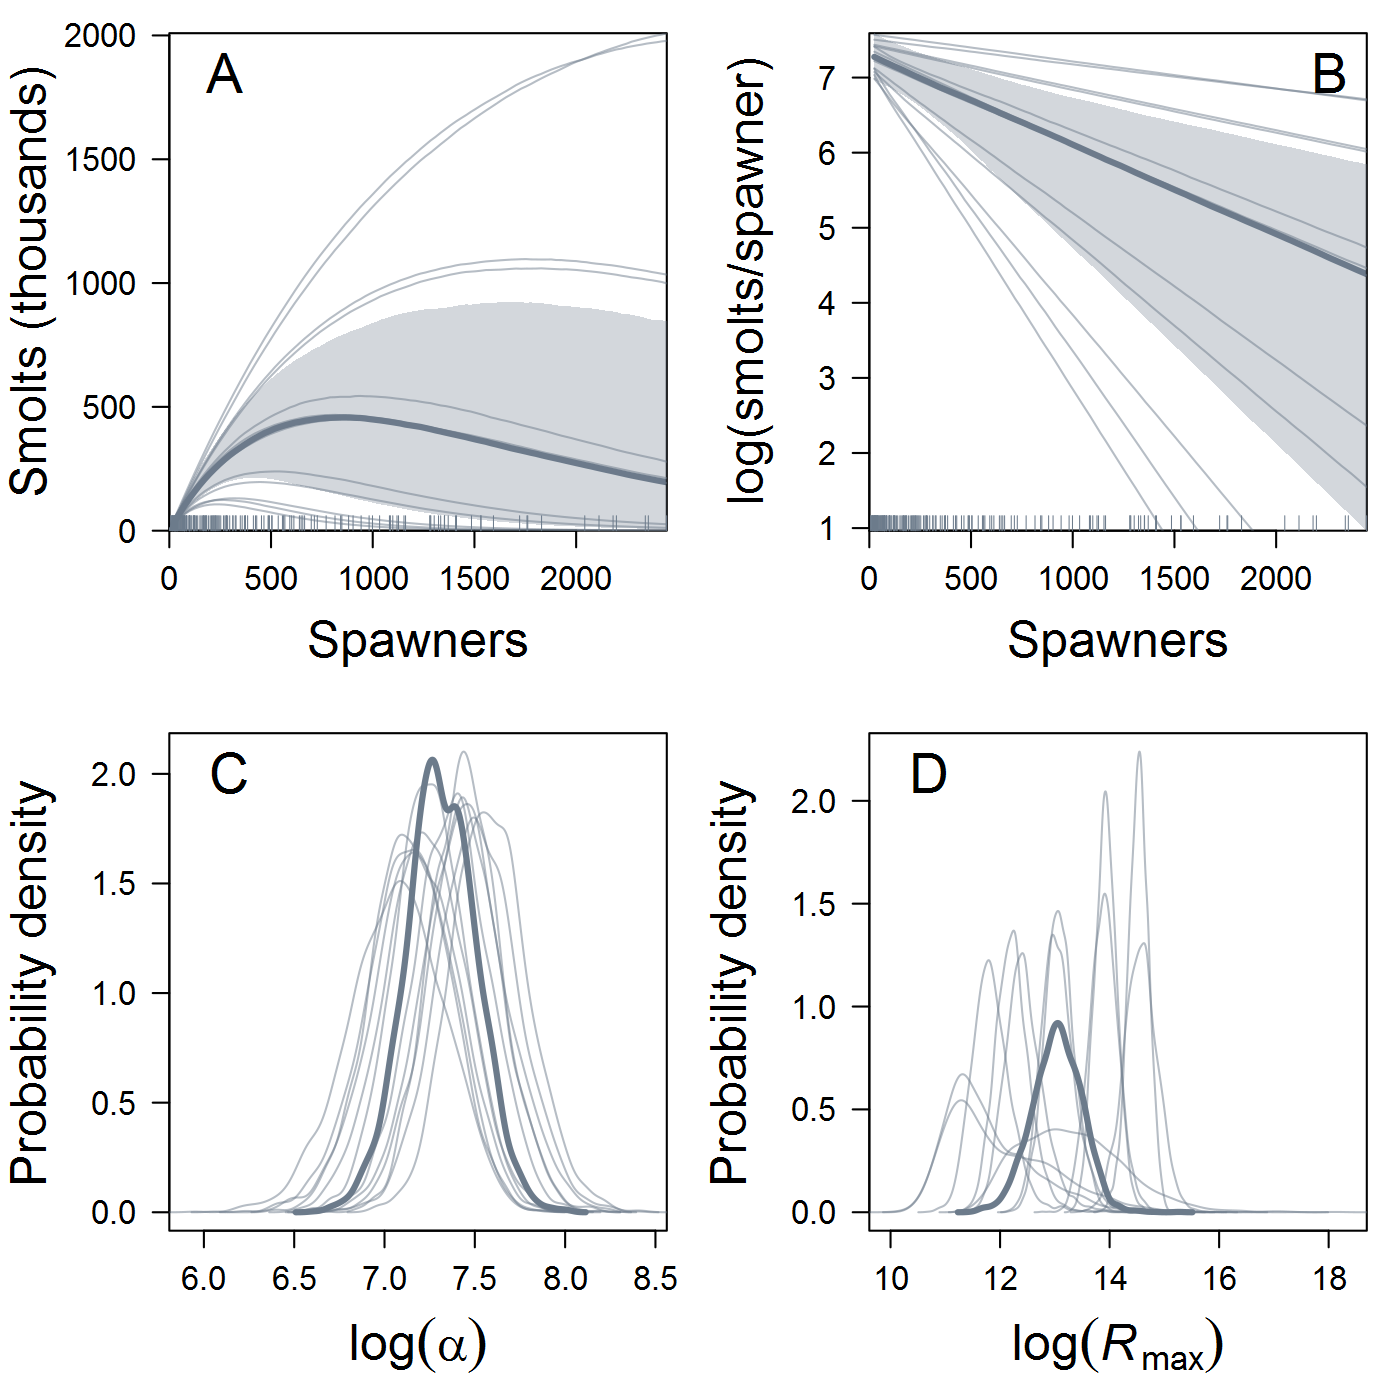 A
Smolts (thousands)
2000
1500
1000
500
0
0 500 1000 1500 2000
Spawners
B
log(smolts/spawner)
7
6
5
4
3
2
1
0 500 1000 1500 2000
Spawners
C
Probability density
2.0
1.5
1.0
0.5
0.0
6.0 6.5 7.0 7.5 8.0 8.5
log(α)
D
Probability density
2.0
1.5
1.0
0.5
0.0
10 12 14 16 18
log(Rmax)